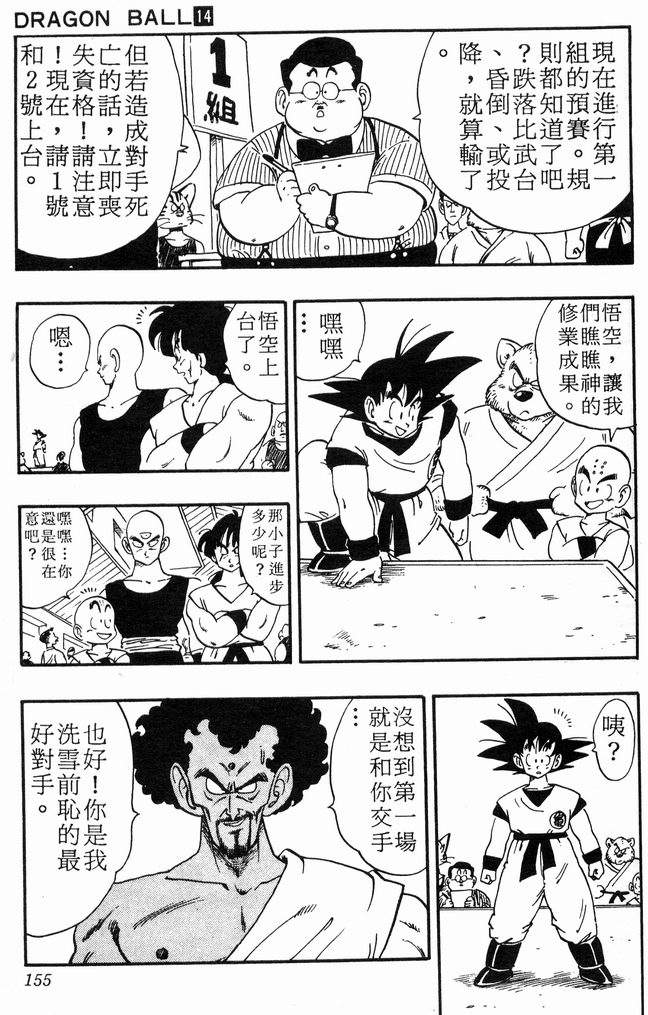 DRAGON BALL 14
現在進行第一
組的預賽。規
則都知道了吧
？跌落比武台
、昏倒、或投
降，就算輸了
。
1
組
但若造成對手死
亡的話，立即喪
失資格！請注意
！現在，請1號
和2號上台。
悟空，讓我
們瞧瞧神的
修業成果。
嘿嘿
…
悟空上
台了。
嗯…
那小子進步
多少呢？
嘿嘿…你
還是很在
意吧？
咦？
沒想到第一場
就是和你交手
…
也好！你是我
洗雪前恥的最
好對手。
155